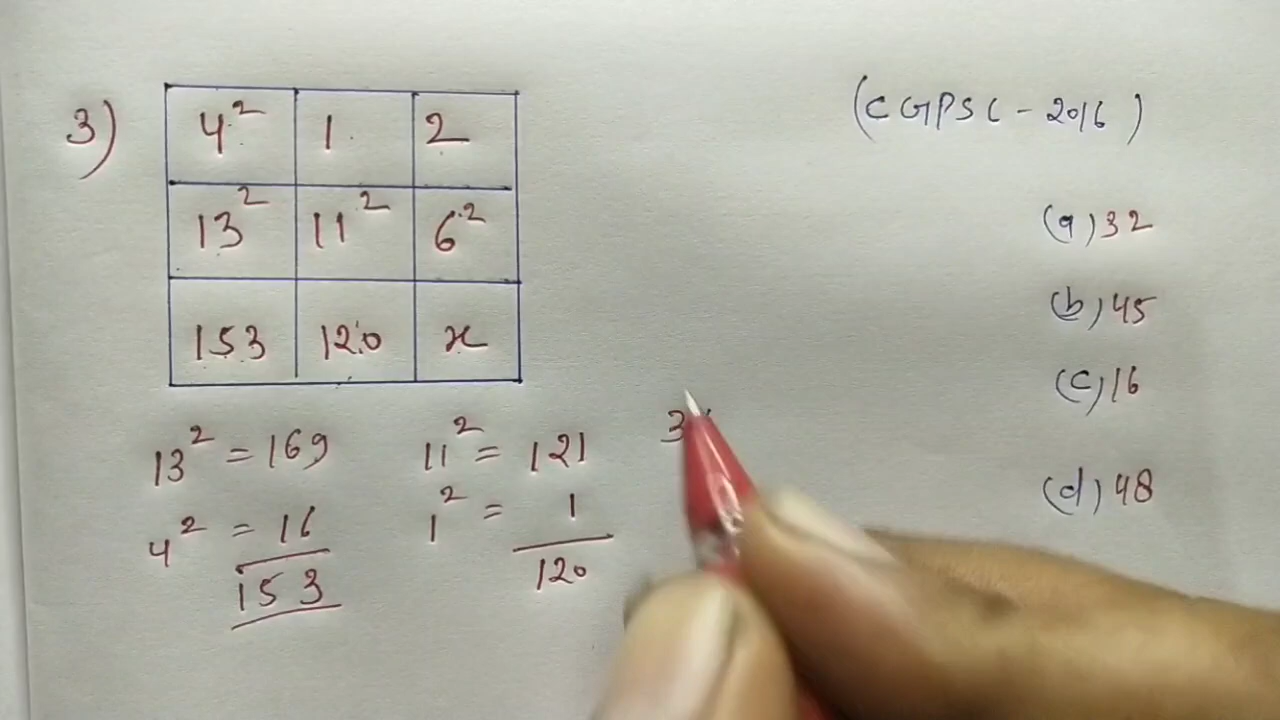 3)
4² 1 2
13² 11² 6²
153 120 x
(CGPSC - 2016)
(a) 32
(b) 45
(c) 16
(d) 48
13² = 169
4² = 16
153
11² = 121
1² = 1
120
3